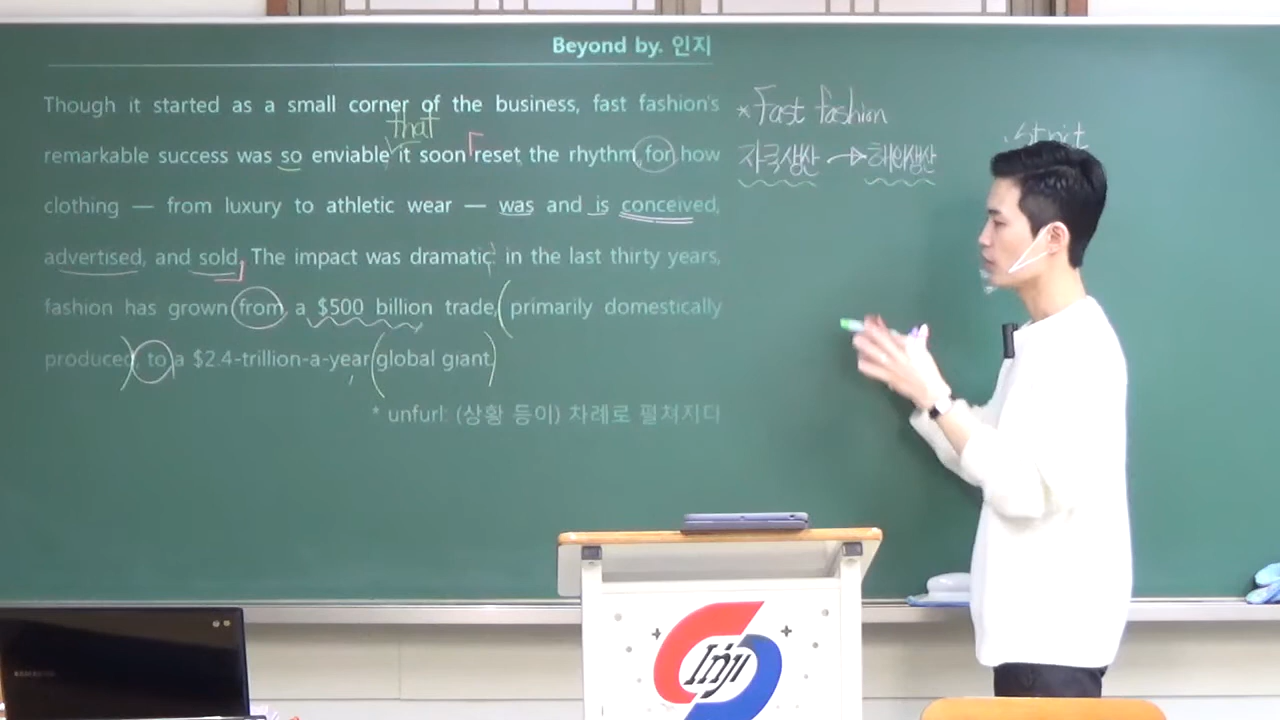 Beyond by. 인지
Though it started as a small corner of the business, fast fashion's
that
remarkable success was so enviable it soon reset the rhythm for how
clothing — from luxury to athletic wear — was and is conceived,
advertised, and sold. The impact was dramatic: in the last thirty years,
fashion has grown from a $500 billion trade, primarily domestically
produced, to a $2.4-trillion-a-year global giant.
* unfurl: (상황 등이) 차례로 펼쳐지다
* Fast fashion
자국생산 → 해외생산
Inji